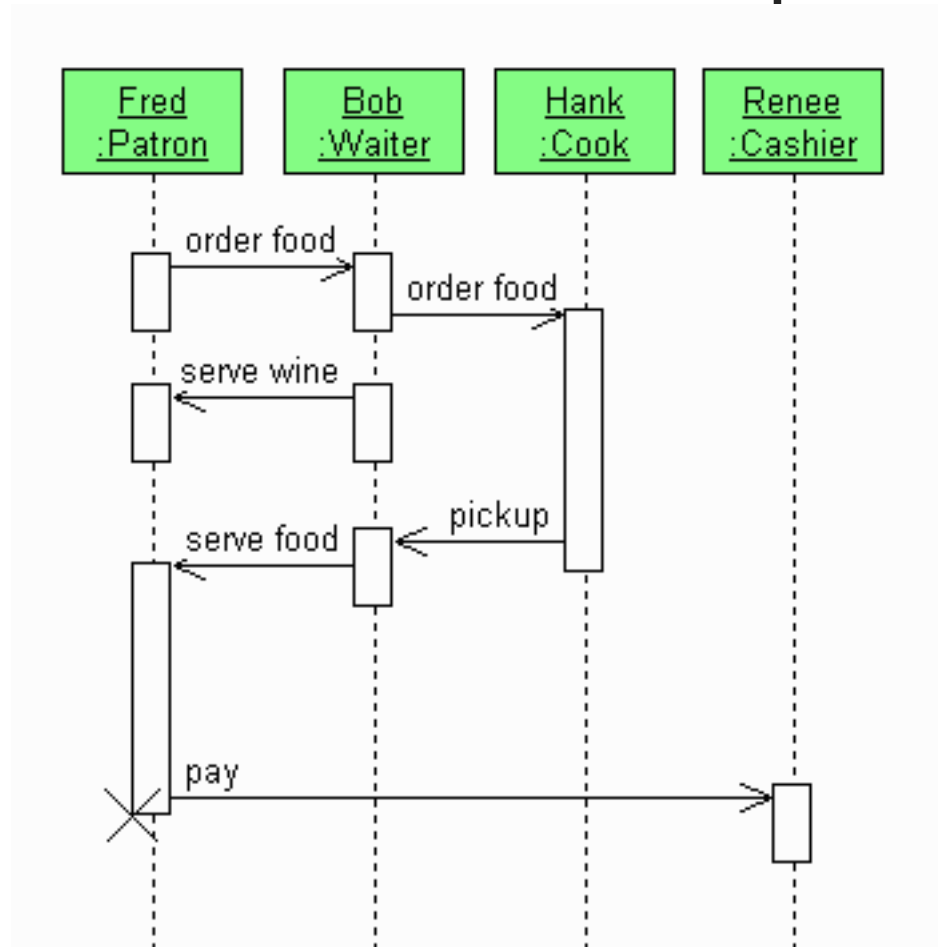 Fred
:Patron
Bob
:Waiter
Hank
:Cook
Renee
:Cashier
order food
order food
serve wine
pickup
serve food
pay